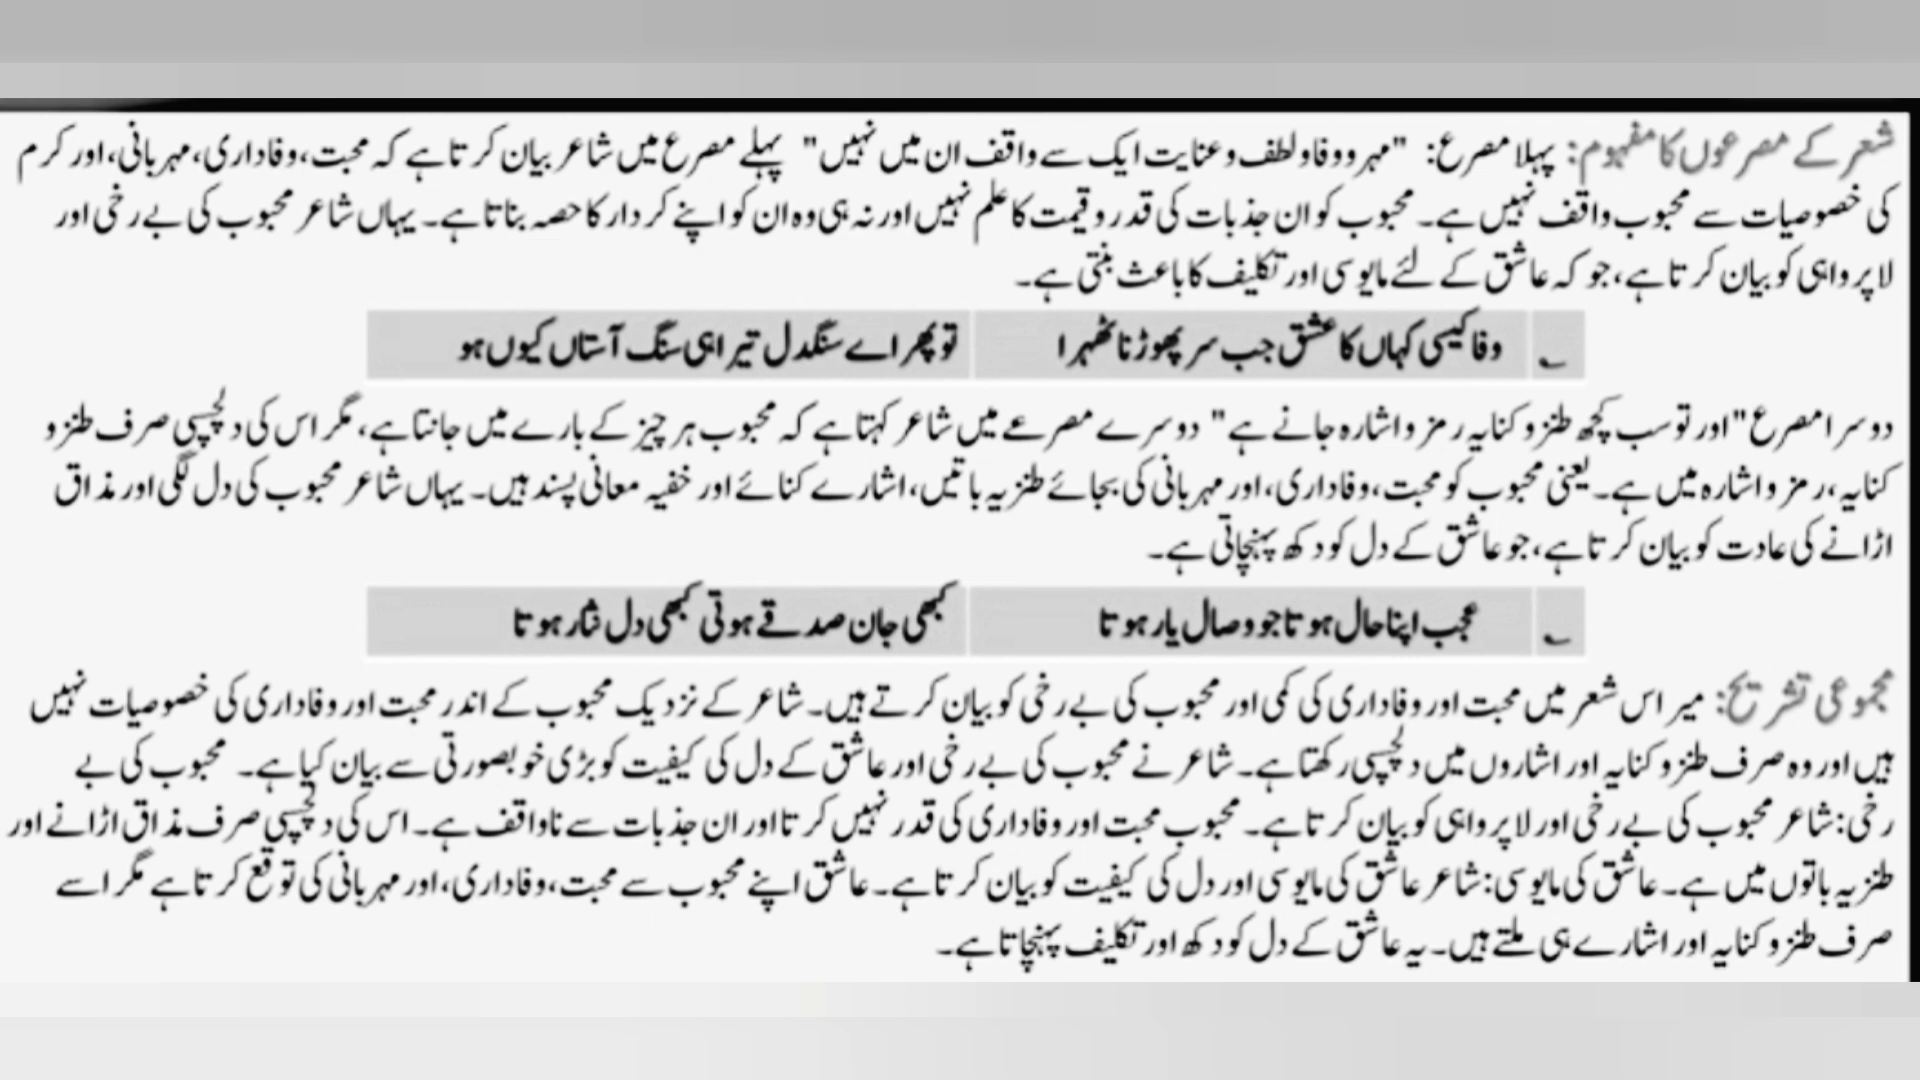 شعر کے مصرعوں کا مفہوم: پہلا مصرع: "مہر و وفا و لطف و عنایت ایک سے واقف ان میں نہیں" پہلے مصرع میں شاعر بیان کرتا ہے کہ محبت، وفاداری، مہربانی، اور کرم
کی خصوصیات سے محبوب واقف نہیں ہے۔ محبوب کو ان جذبات کی قدر و قیمت کا علم نہیں اور نہ ہی وہ ان کو اپنے کردار کا حصہ بناتا ہے۔ یہاں شاعر محبوب کی بے رخی اور
لاپرواہی کو بیان کرتا ہے، جو کہ عاشق کے لئے مایوسی اور تکلیف کا باعث بنتی ہے۔
؎ وفا کیسی کہاں کا عشق جب سر پھوڑنا ٹھہرا تو پھر اے سنگدل تیرا ہی سنگ آستاں کیوں ہو
دوسرا مصرع "اور تو سب کچھ طنز و کنایہ رمز و اشارہ جانے ہے" دوسرے مصرعے میں شاعر کہتا ہے کہ محبوب ہر چیز کے بارے میں جانتا ہے، مگر اس کی دلچسپی صرف طنز و
کنایہ، رمز و اشارہ میں ہے۔ یعنی محبوب کو محبت، وفاداری، اور مہربانی کی بجائے طنزیہ باتیں، اشارے کنائے اور خفیہ معانی پسند ہیں۔ یہاں شاعر محبوب کی دل لگی اور مذاق
اڑانے کی عادت کو بیان کرتا ہے، جو عاشق کے دل کو دکھ پہنچاتی ہے۔
؎ عجب اپنا حال ہوتا جو وصال یار ہوتا کبھی جان صدقے ہوتی کبھی دل نثار ہوتا
مجموعی تشریح: میر اس شعر میں محبت اور وفاداری کی کمی اور محبوب کی بے رخی کو بیان کرتے ہیں۔ شاعر کے نزدیک محبوب کے اندر محبت اور وفاداری کی خصوصیات نہیں
ہیں اور وہ صرف طنز و کنایہ اور اشاروں میں دلچسپی رکھتا ہے۔ شاعر نے محبوب کی بے رخی اور عاشق کے دل کی کیفیت کو بڑی خوبصورتی سے بیان کیا ہے۔ محبوب کی بے
رخی: شاعر محبوب کی بے رخی اور لاپرواہی کو بیان کرتا ہے۔ محبوب محبت اور وفاداری کی قدر نہیں کرتا اور ان جذبات سے ناواقف ہے۔ اس کی دلچسپی صرف مذاق اڑانے اور
طنزیہ باتوں میں ہے۔ عاشق کی مایوسی: شاعر عاشق کی مایوسی اور دل کی کیفیت کو بیان کرتا ہے۔ عاشق اپنے محبوب سے محبت، وفاداری، اور مہربانی کی توقع کرتا ہے مگر اسے
صرف طنز و کنایہ اور اشارے ہی ملتے ہیں۔ یہ عاشق کے دل کو دکھ اور تکلیف پہنچاتا ہے۔